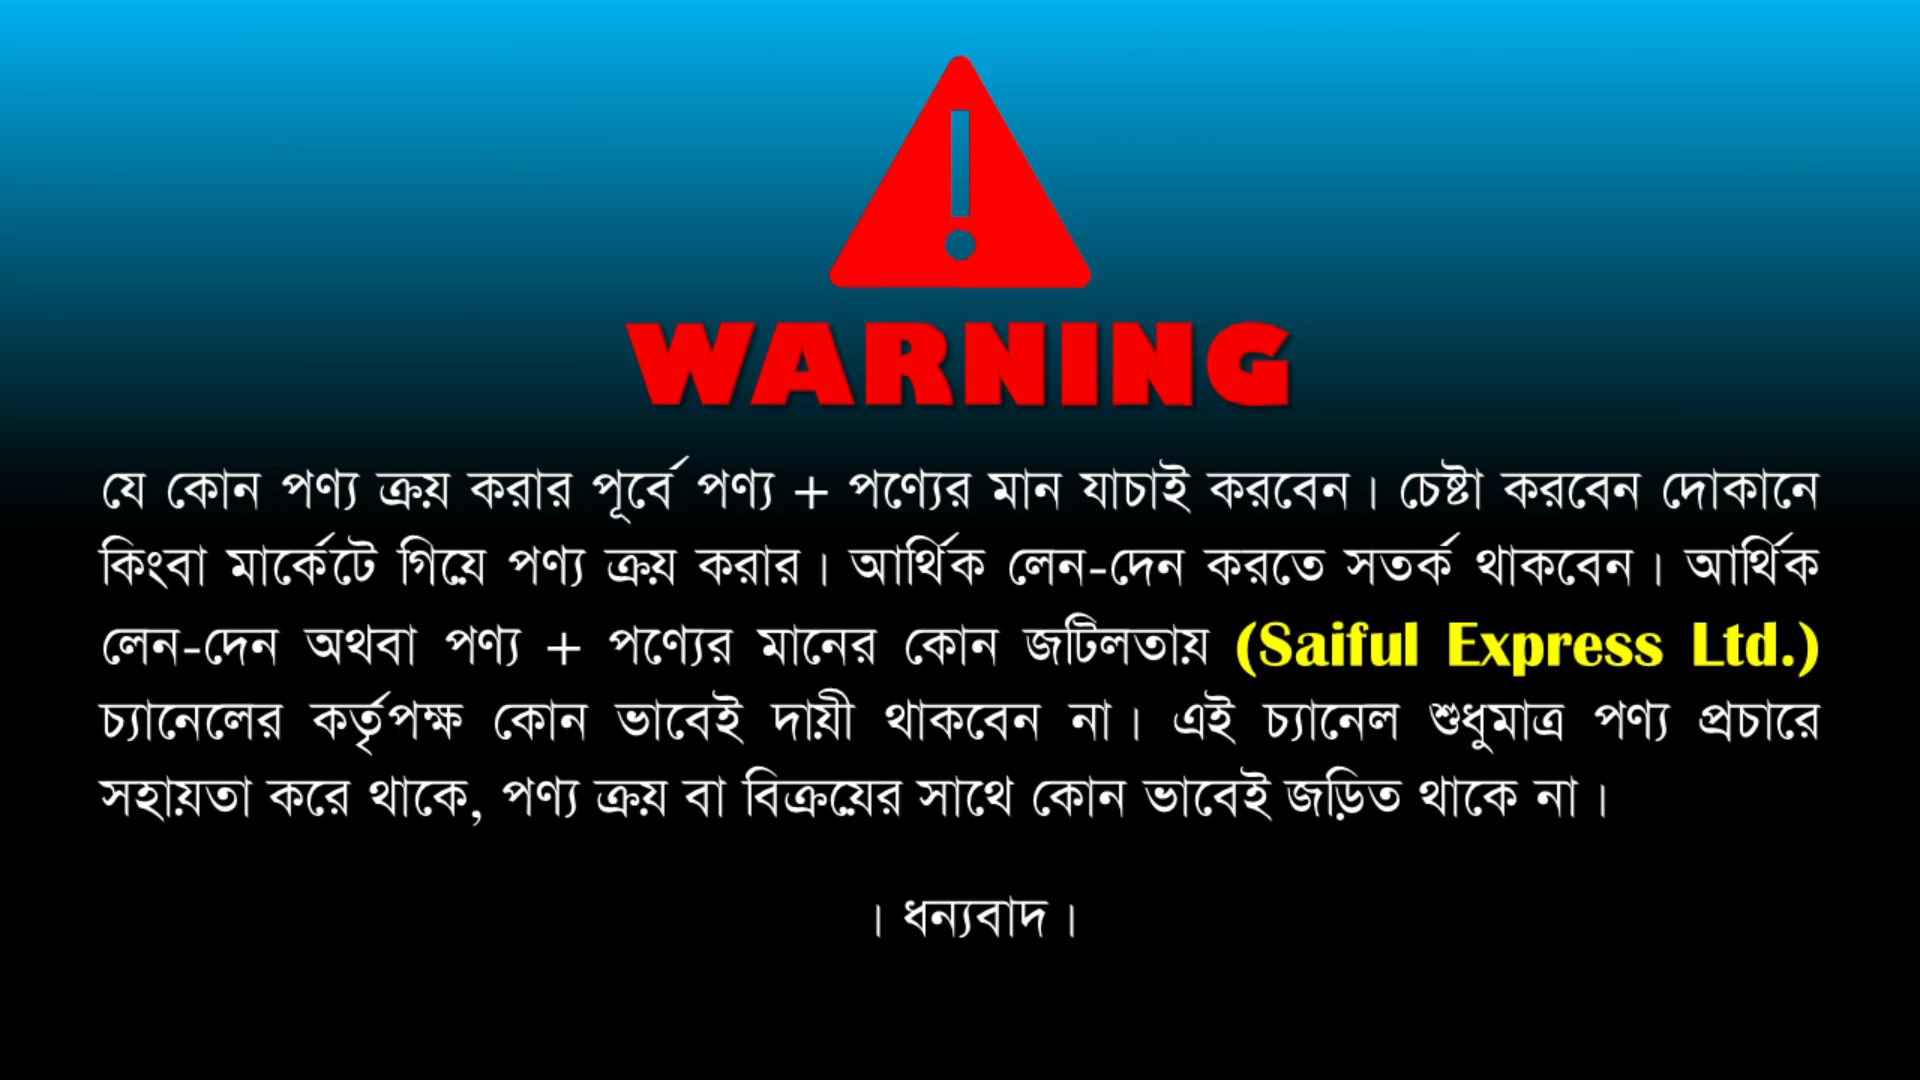 WARNING
যে কোন পণ্য ক্রয় করার পূর্বে পণ্য + পণ্যের মান যাচাই করবেন। চেষ্টা করবেন দোকানে
কিংবা মার্কেটে গিয়ে পণ্য ক্রয় করার। আর্থিক লেন-দেন করতে সতর্ক থাকবেন। আর্থিক
লেন-দেন অথবা পণ্য + পণ্যের মানের কোন জটিলতায় (Saiful Express Ltd.)
চ্যানেলের কর্তৃপক্ষ কোন ভাবেই দায়ী থাকবেন না। এই চ্যানেল শুধুমাত্র পণ্য প্রচারে
সহায়তা করে থাকে, পণ্য ক্রয় বা বিক্রয়ের সাথে কোন ভাবেই জড়িত থাকে না।
। ধন্যবাদ ।